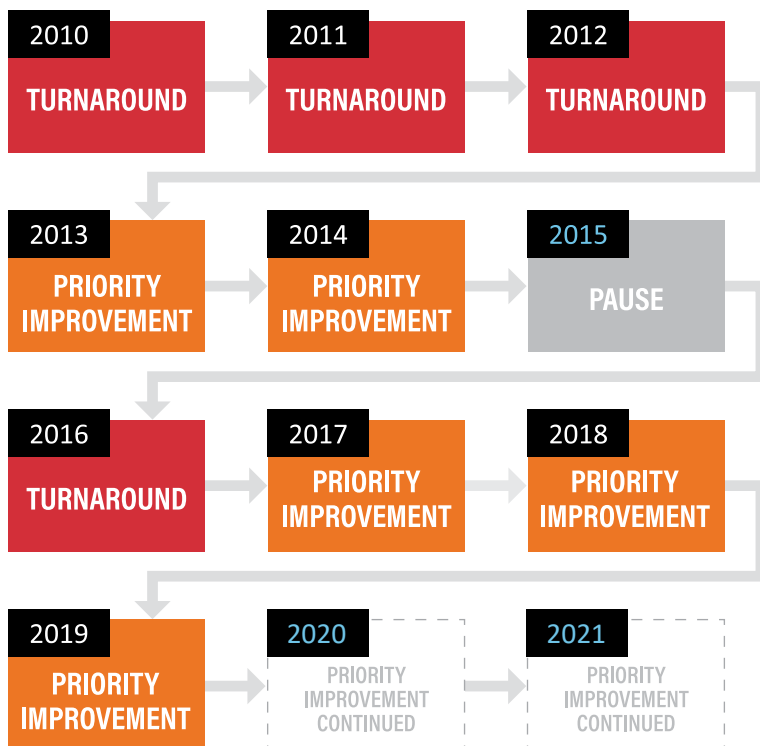 2010
TURNAROUND
2011
TURNAROUND
2012
TURNAROUND
2013
PRIORITY
IMPROVEMENT
2014
PRIORITY
IMPROVEMENT
2015
PAUSE
2016
TURNAROUND
2017
PRIORITY
IMPROVEMENT
2018
PRIORITY
IMPROVEMENT
2019
PRIORITY
IMPROVEMENT
2020
PRIORITY
IMPROVEMENT
CONTINUED
2021
PRIORITY
IMPROVEMENT
CONTINUED